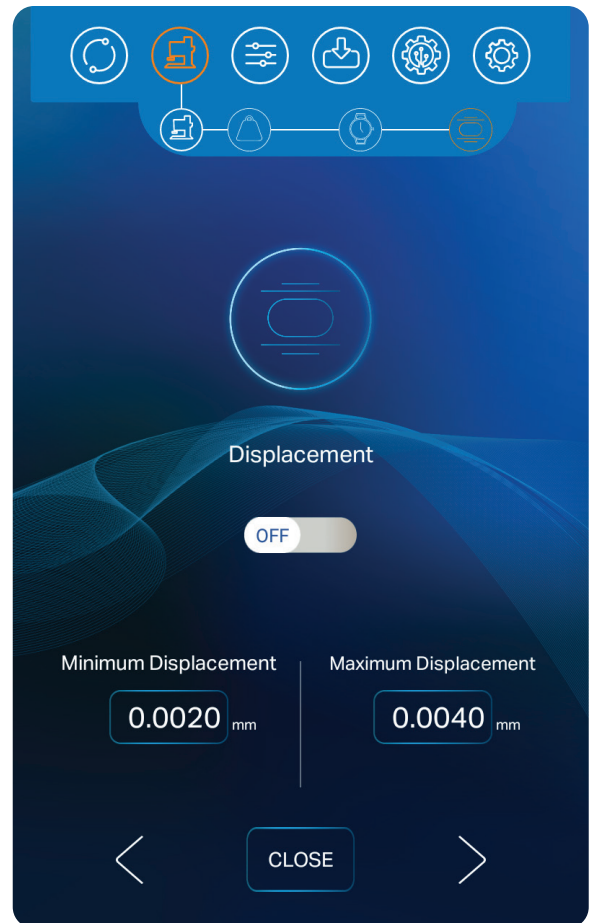 Displacement
OFF
Minimum Displacement
Maximum Displacement
0.0020 mm
0.0040 mm
CLOSE